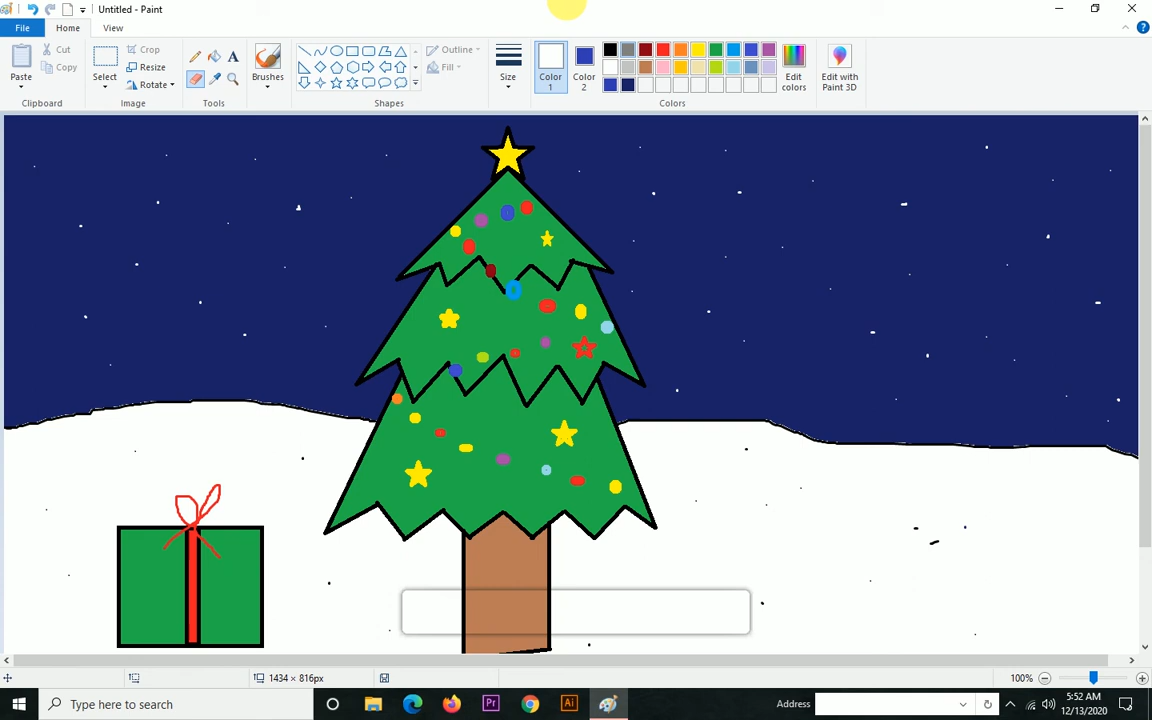 Untitled - Paint
File Home View
Paste
Cut
Copy
Clipboard
Select
Crop
Resize
Rotate
Image
A
Tools
Brushes
Outline
Fill
Shapes
Size
Color 1
Color 2
Edit colors
Colors
Edit with Paint 3D
1434 × 816px
100%
Type here to search
Pr
Ai
Address
5:52 AM
12/13/2020